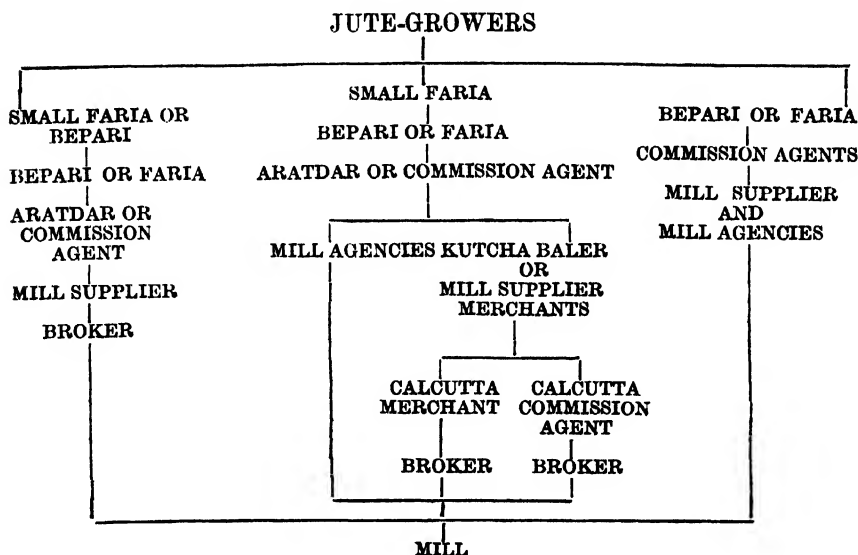 JUTE-GROWERS
SMALL FARIA OR
BEPARI
BEPARI OR FARIA
ARATDAR OR
COMMISSION
AGENT
MILL SUPPLIER
BROKER
SMALL FARIA
BEPARI OR FARIA
ARATDAR OR COMMISSION AGENT
MILL AGENCIES
KUTCHA BALER
OR
MILL SUPPLIER
MERCHANTS
CALCUTTA
MERCHANT
BROKER
CALCUTTA
COMMISSION
AGENT
BROKER
BEPARI OR FARIA
COMMISSION AGENTS
MILL SUPPLIER
AND
MILL AGENCIES
MILL